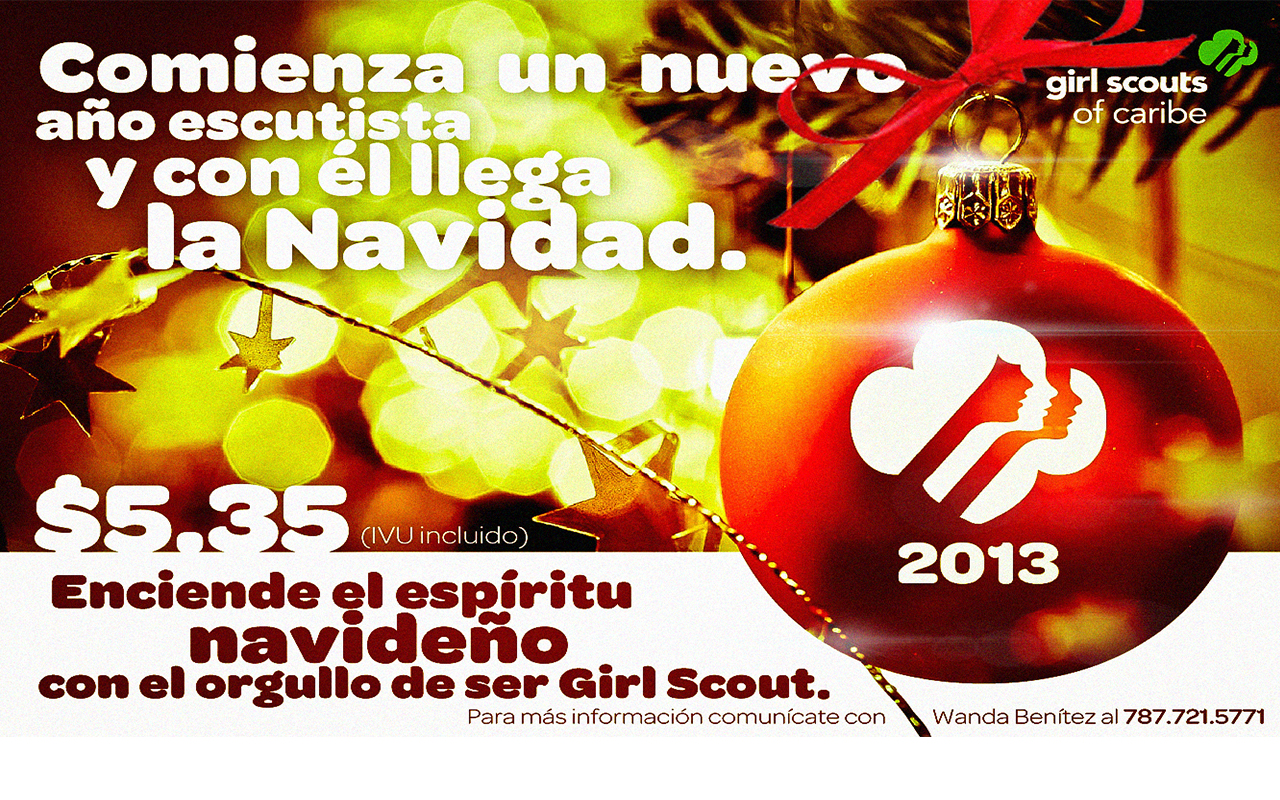 Comienza un nuevo
año escutista
y con él llega
la Navidad.
girl scouts
of caribe
2013
$5.35 (IVU incluido)
Enciende el espíritu
navideño
con el orgullo de ser Girl Scout.
Para más información comunícate con Wanda Benítez al 787.721.5771